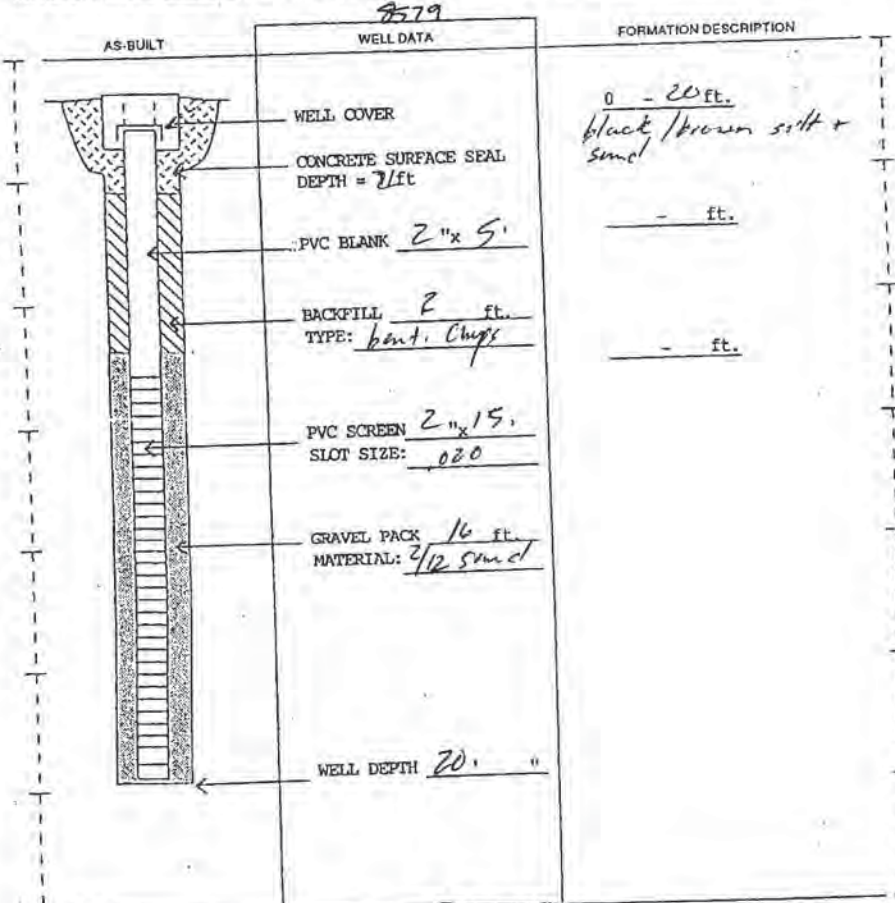 8579
AS-BUILT
WELL DATA
FORMATION DESCRIPTION
WELL COVER
CONCRETE SURFACE SEAL
DEPTH = 2 ft
PVC BLANK 2 "x 5 '
BACKFILL 2 ft.
TYPE: bent. Chips
PVC SCREEN 2 "x 15 '
SLOT SIZE: .020
GRAVEL PACK 16 ft.
MATERIAL: 2/12 Sand
WELL DEPTH 20 ' "
0 - 20 ft.
black / brown silt +
sand
- ft.
- ft.